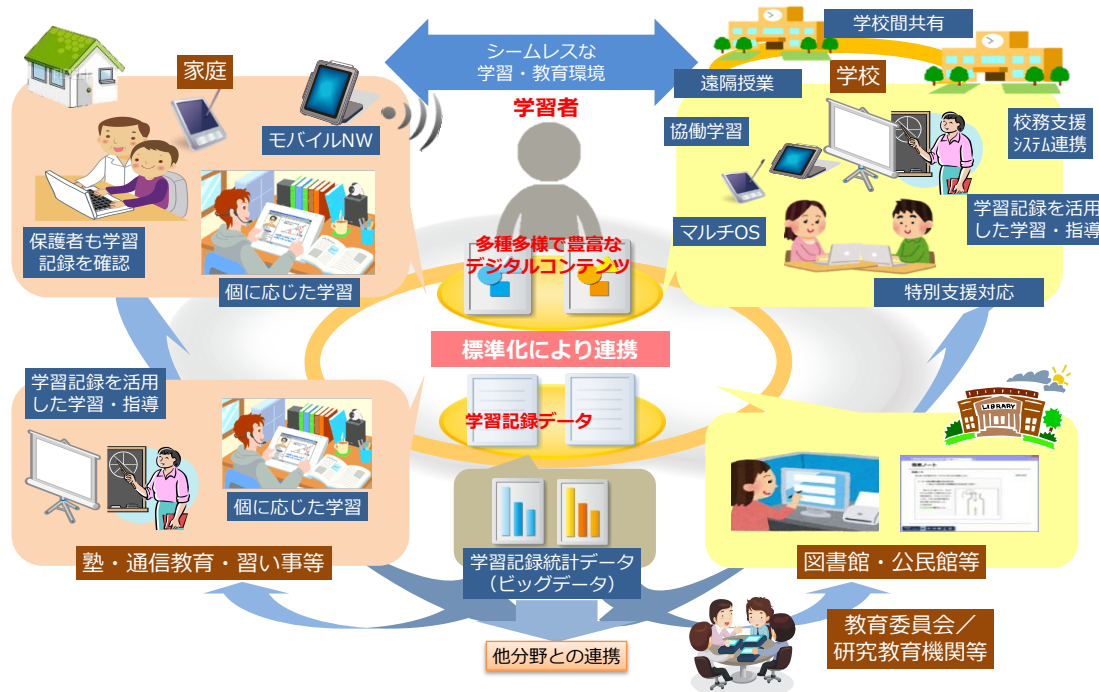 学校間共有
シームレスな
学習・教育環境
家庭
学習者
遠隔授業
学校
モバイルNW
協働学習
校務支援
システム連携
保護者も学習
記録を確認
個に応じた学習
マルチOS
学習記録を活用
した学習・指導
特別支援対応
多種多様で豊富な
デジタルコンテンツ
標準化により連携
学習記録データ
学習記録を活用
した学習・指導
個に応じた学習
塾・通信教育・習い事等
LIBRARY
図書館・公民館等
学習記録統計データ
（ビッグデータ）
他分野との連携
教育委員会／
研究教育機関等